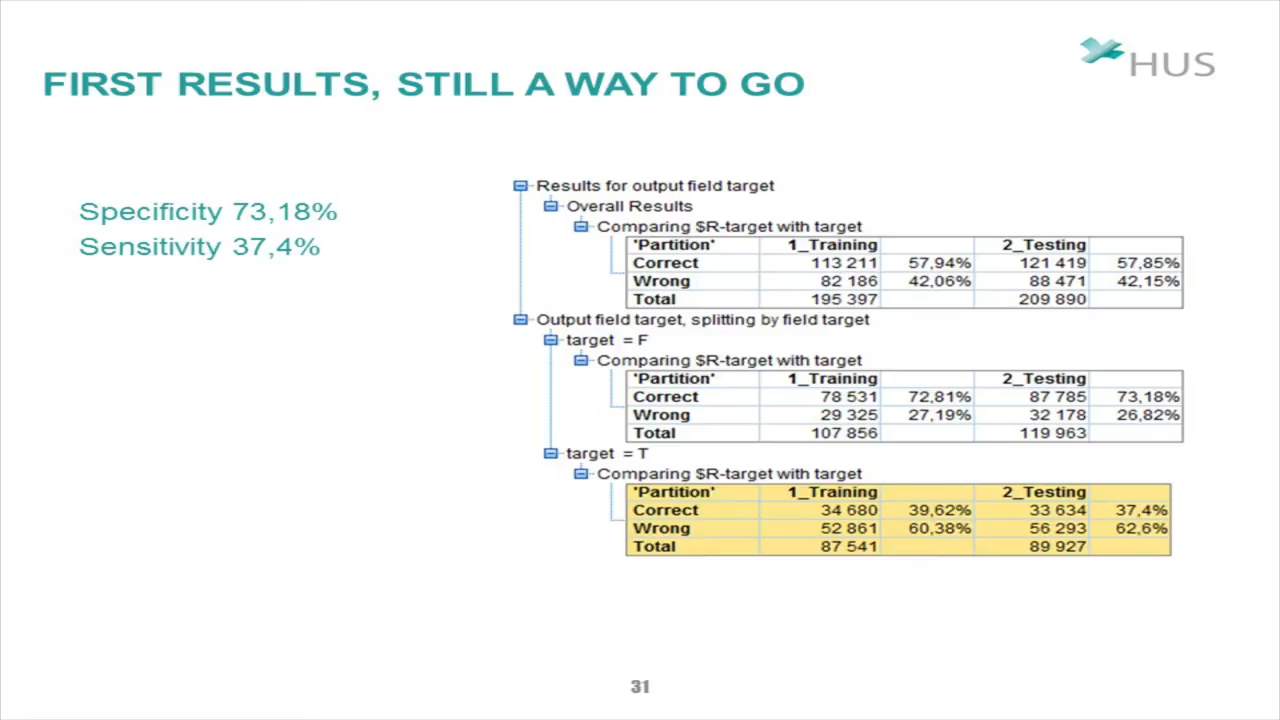 HUS
FIRST RESULTS, STILL A WAY TO GO
Specificity 73,18%
Sensitivity 37,4%
Results for output field target
Overall Results
Comparing $R-target with target
'Partition' 1_Training 2_Testing
Correct 113 211 57,94% 121 419 57,85%
Wrong 82 186 42,06% 88 471 42,15%
Total 195 397 209 890
Output field target, splitting by field target
target = F
Comparing $R-target with target
'Partition' 1_Training 2_Testing
Correct 78 531 72,81% 87 785 73,18%
Wrong 29 325 27,19% 32 178 26,82%
Total 107 856 119 963
target = T
Comparing $R-target with target
'Partition' 1_Training 2_Testing
Correct 34 680 39,62% 33 634 37,4%
Wrong 52 861 60,38% 56 293 62,6%
Total 87 541 89 927
31